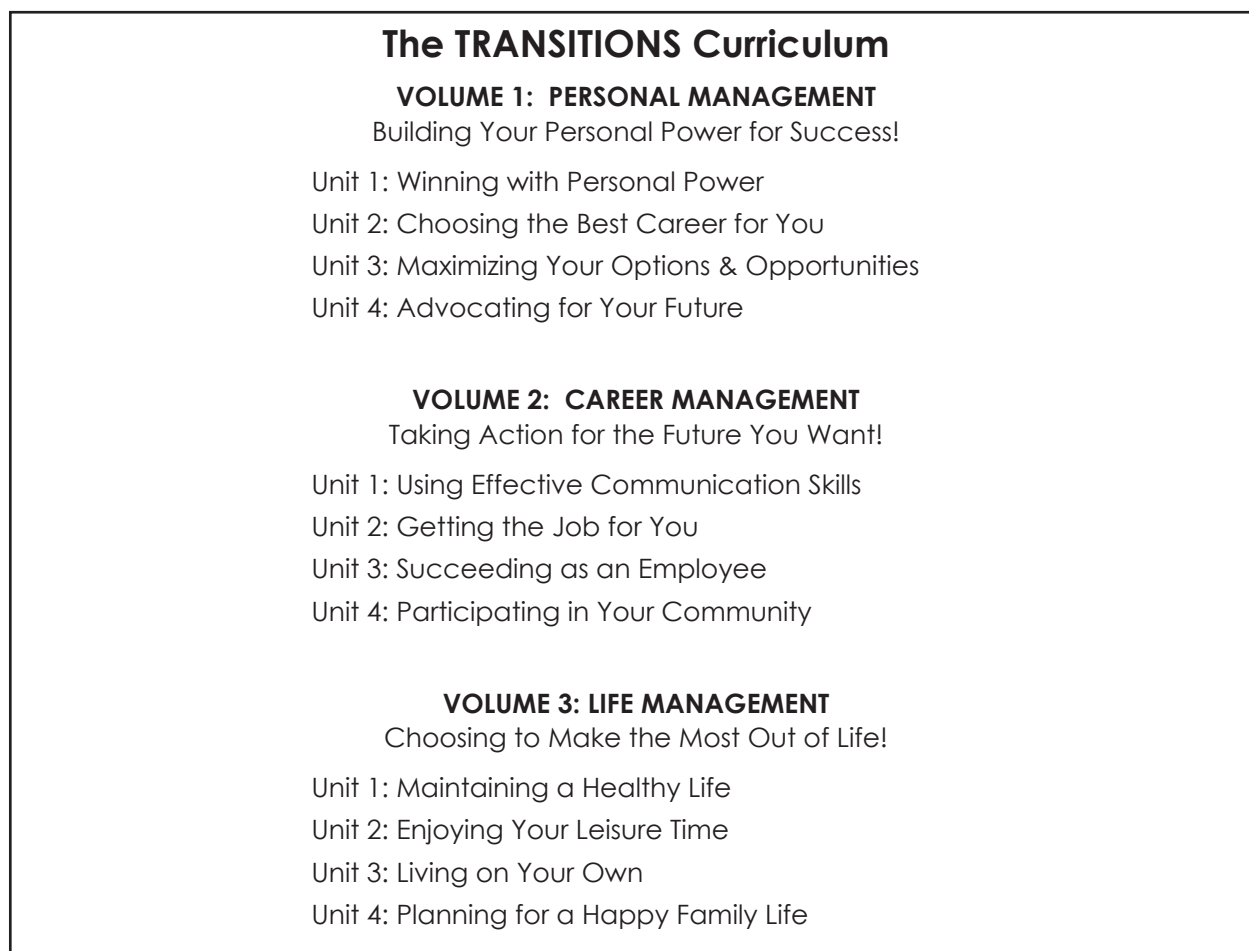 The TRANSITIONS Curriculum
VOLUME 1: PERSONAL MANAGEMENT
Building Your Personal Power for Success!
Unit 1: Winning with Personal Power
Unit 2: Choosing the Best Career for You
Unit 3: Maximizing Your Options & Opportunities
Unit 4: Advocating for Your Future
VOLUME 2: CAREER MANAGEMENT
Taking Action for the Future You Want!
Unit 1: Using Effective Communication Skills
Unit 2: Getting the Job for You
Unit 3: Succeeding as an Employee
Unit 4: Participating in Your Community
VOLUME 3: LIFE MANAGEMENT
Choosing to Make the Most Out of Life!
Unit 1: Maintaining a Healthy Life
Unit 2: Enjoying Your Leisure Time
Unit 3: Living on Your Own
Unit 4: Planning for a Happy Family Life